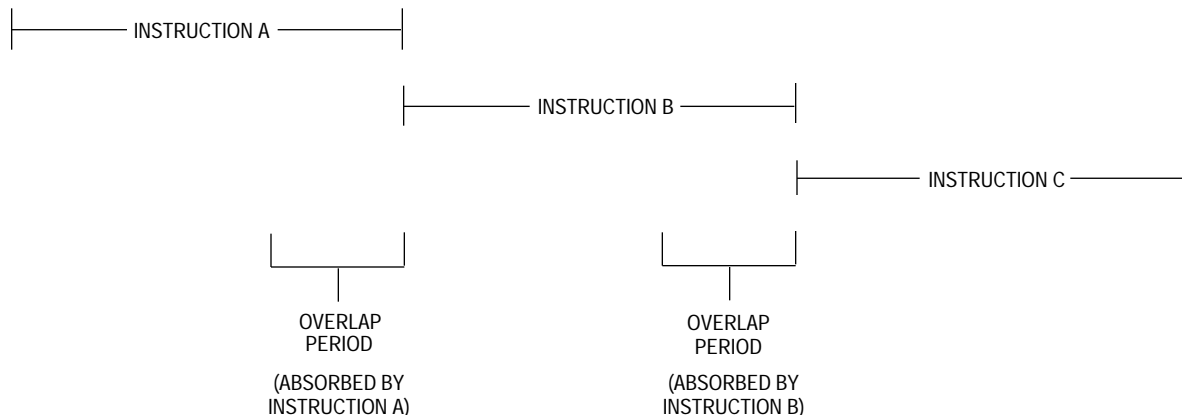 INSTRUCTION A
INSTRUCTION B
INSTRUCTION C
OVERLAP
PERIOD
(ABSORBED BY
INSTRUCTION A)
OVERLAP
PERIOD
(ABSORBED BY
INSTRUCTION B)